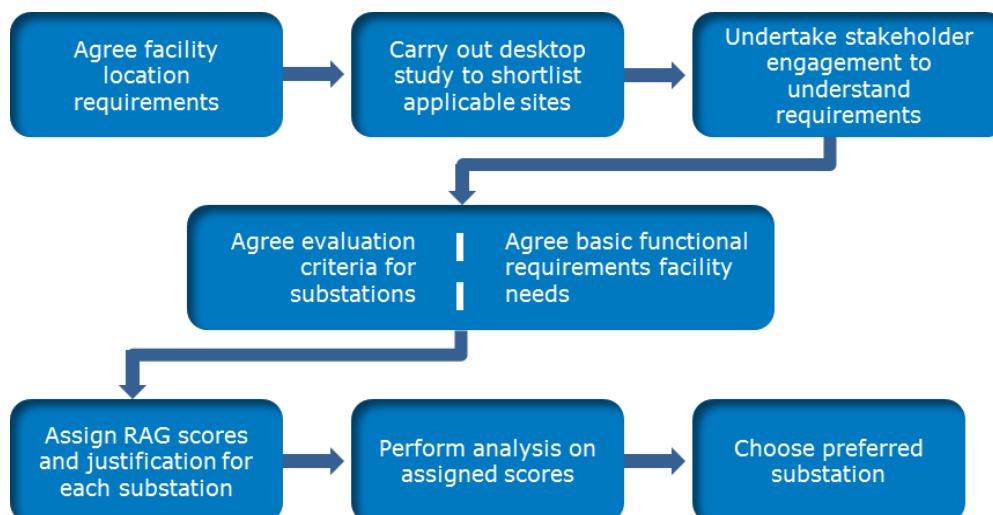 Agree facility
location
requirements
Carry out desktop
study to shortlist
applicable sites
Undertake stakeholder
engagement to
understand
requirements
Agree evaluation
criteria for
substations
Agree basic functional
requirements facility
needs
Assign RAG scores
and justification for
each substation
Perform analysis on
assigned scores
Choose preferred
substation